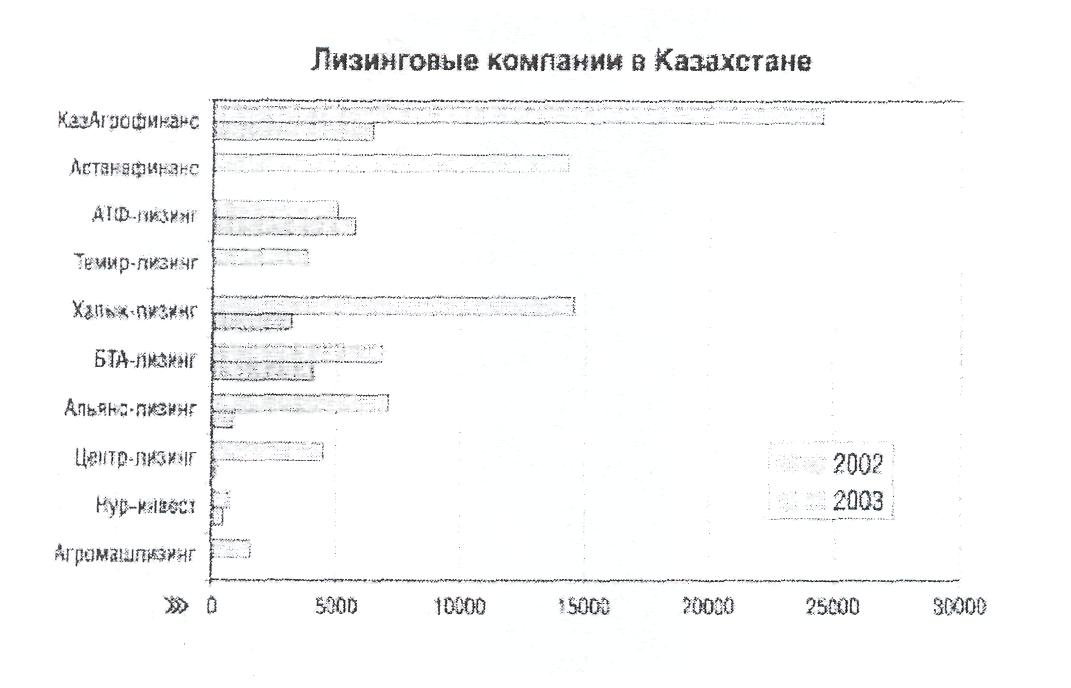 Лизинговые компании в Казахстане
КазАгрофинанс
Астанафинанс
АТФ-лизинг
Темир-лизинг
Халык-лизинг
БТА-лизинг
Альянс-лизинг
Центр-лизинг
2002
Нур-инвест
2003
Агромашлизинг
0 5000 10000 15000 20000 25000 30000